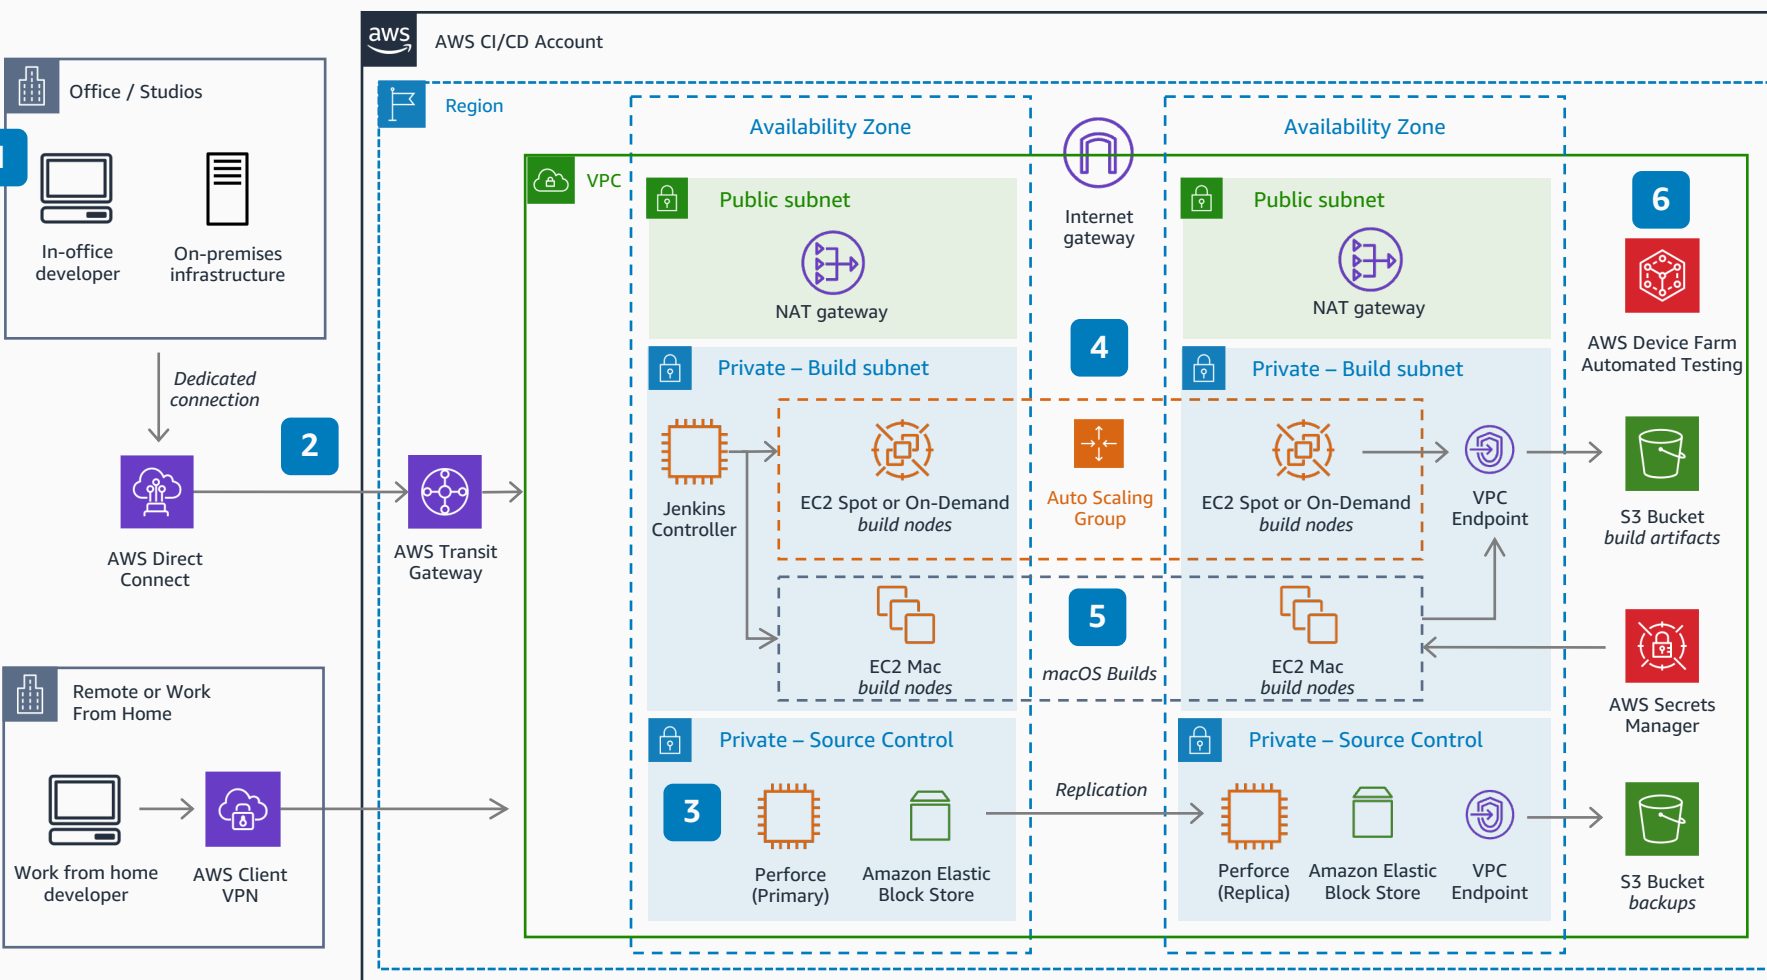 aws
AWS CI/CD Account
Office / Studios
1
In-office
developer
On-premises
infrastructure
Dedicated
connection
2
AWS Direct
Connect
AWS Transit
Gateway
Remote or Work
From Home
Work from home
developer
AWS Client
VPN
Region
Availability Zone
Availability Zone
VPC
Internet
gateway
Public subnet
NAT gateway
Public subnet
NAT gateway
6
AWS Device Farm
Automated Testing
4
Private – Build subnet
Private – Build subnet
Jenkins
Controller
EC2 Spot or On-Demand
build nodes
Auto Scaling
Group
EC2 Spot or On-Demand
build nodes
VPC
Endpoint
S3 Bucket
build artifacts
5
EC2 Mac
build nodes
macOS Builds
EC2 Mac
build nodes
AWS Secrets
Manager
Private – Source Control
Private – Source Control
3
Perforce
(Primary)
Amazon Elastic
Block Store
Replication
Perforce
(Replica)
Amazon Elastic
Block Store
VPC
Endpoint
S3 Bucket
backups